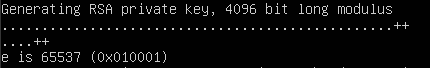 Generating RSA private key, 4096 bit long modulus
.................................................++
....++
e is 65537 (0x010001)